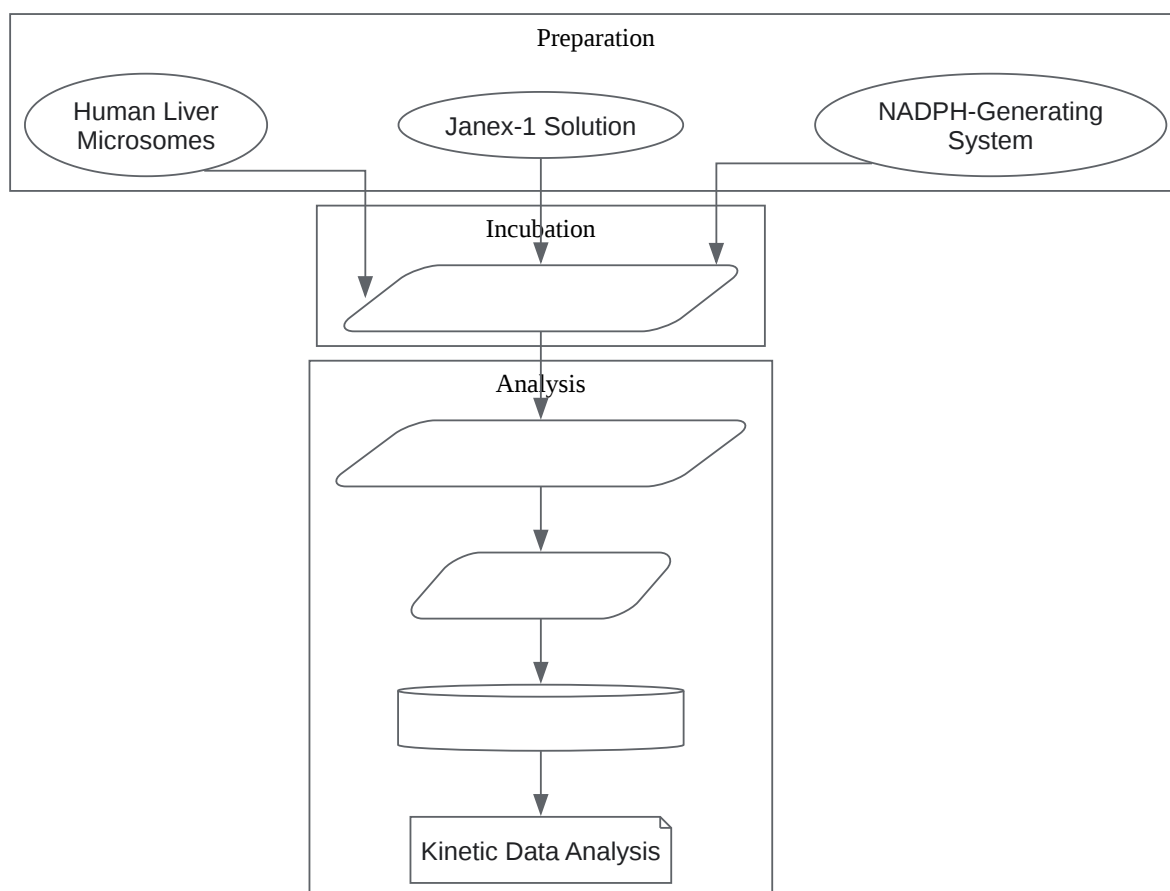 Preparation
Human Liver
Microsomes
Janex-1 Solution
NADPH-Generating
System
Incubation
Analysis
Kinetic Data Analysis